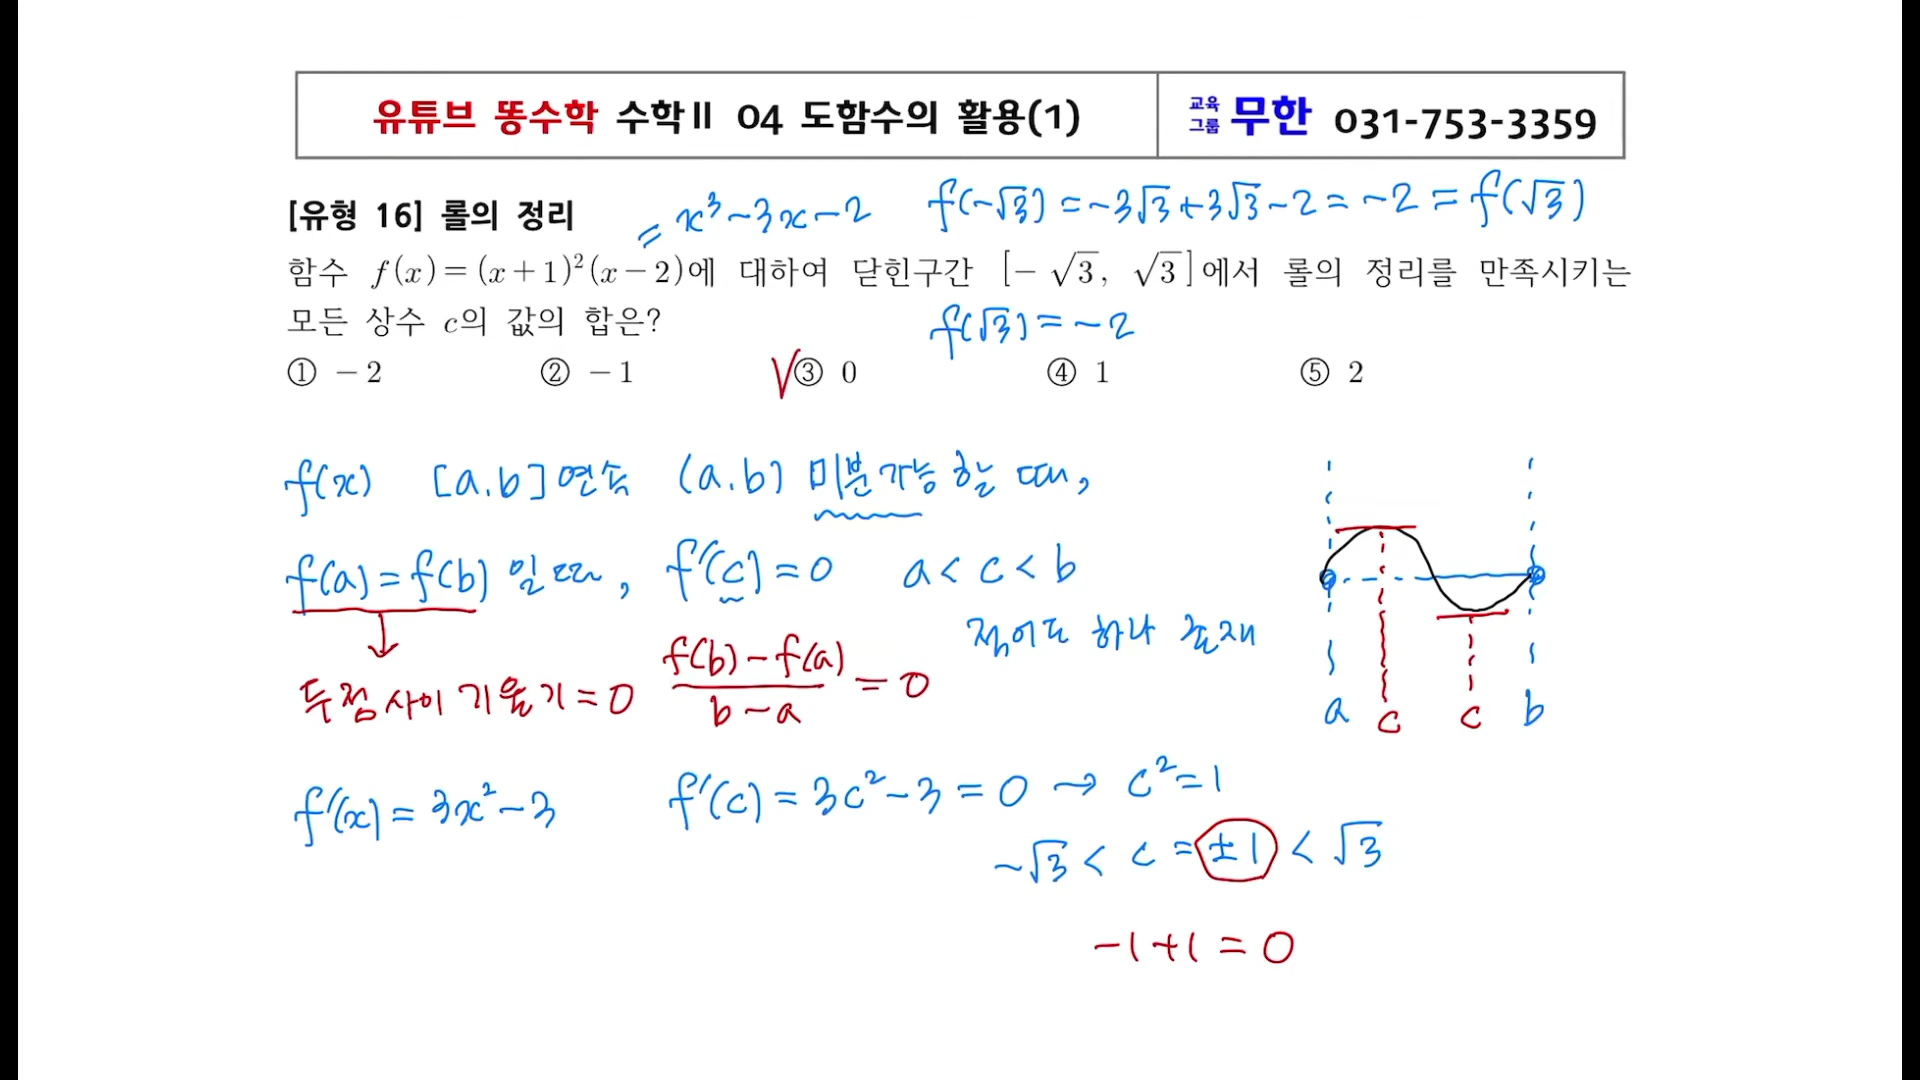 유튜브 똥수학 수학Ⅱ 04 도함수의 활용(1)
교육그룹 무한 031-753-3359
[유형 16] 롤의 정리
= x³-3x-2 f(-√3) = -3√3+3√3-2 = -2 = f(√3)
함수 f(x)=(x+1)²(x-2)에 대하여 닫힌구간 [-√3, √3]에서 롤의 정리를 만족시키는
모든 상수 c의 값의 합은?
f(√3) = -2
① -2 ② -1 ③ 0 ④ 1 ⑤ 2
f(x) [a.b] 연속 (a.b) 미분가능 할 때,
f(a)=f(b) 일 때, f'(c)=0 a<c<b
적어도 하나 존재
두 점 사이 기울기=0 (f(b)-f(a))/(b-a) = 0
a c c b
f'(x)=3x²-3 f'(c)=3c²-3=0 → c²=1
-√3 < c = ±1 < √3
-1+1=0